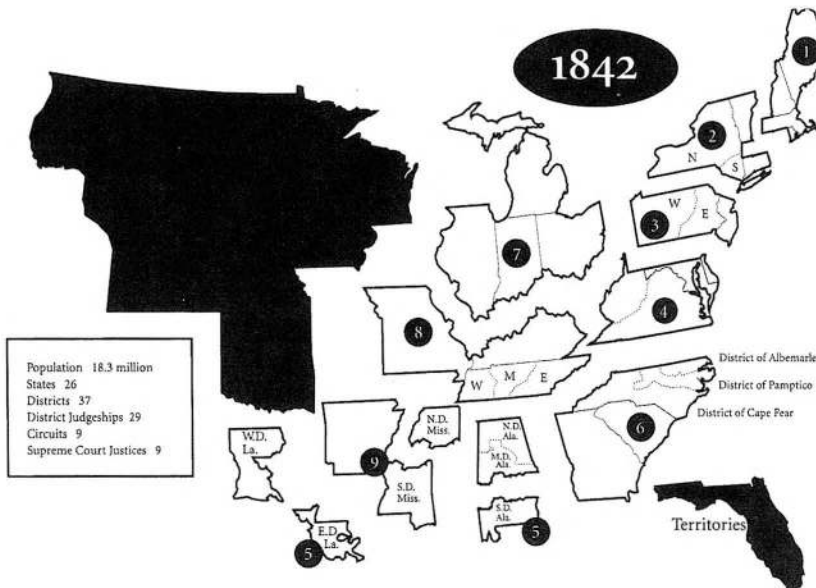 1842
1
2
N
S
W
3
E
7
4
8
Population 18.3 million
States 26
Districts 37
District Judgeships 29
Circuits 9
Supreme Court Justices 9
W
M
E
District of Albemarle
District of Pamptico
District of Cape Fear
6
W.D.
La.
N.D.
Miss.
N.D.
Ala.
M.D.
Ala.
9
S.D.
Miss.
S.D.
Ala.
5
E.D
La.
5
Territories